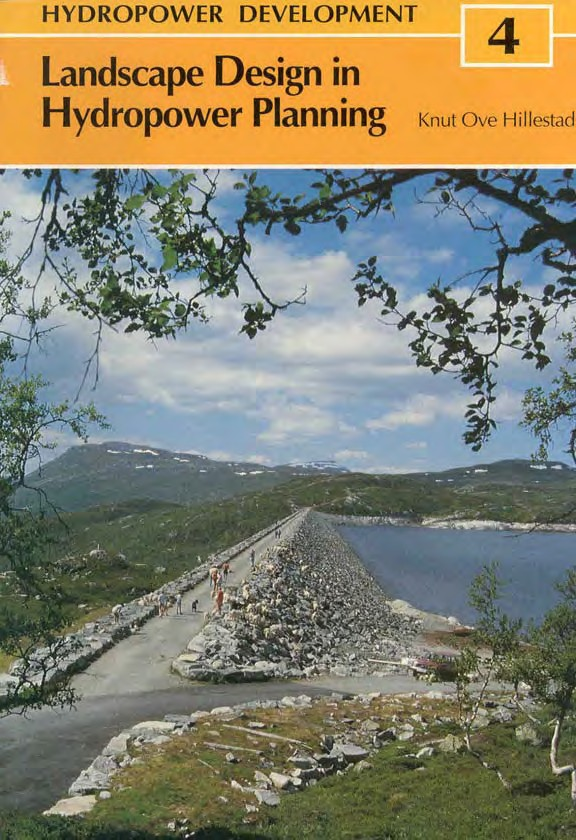 HYDROPOWER DEVELOPMENT
4
Landscape Design in
Hydropower Planning
Knut Ove Hillestad